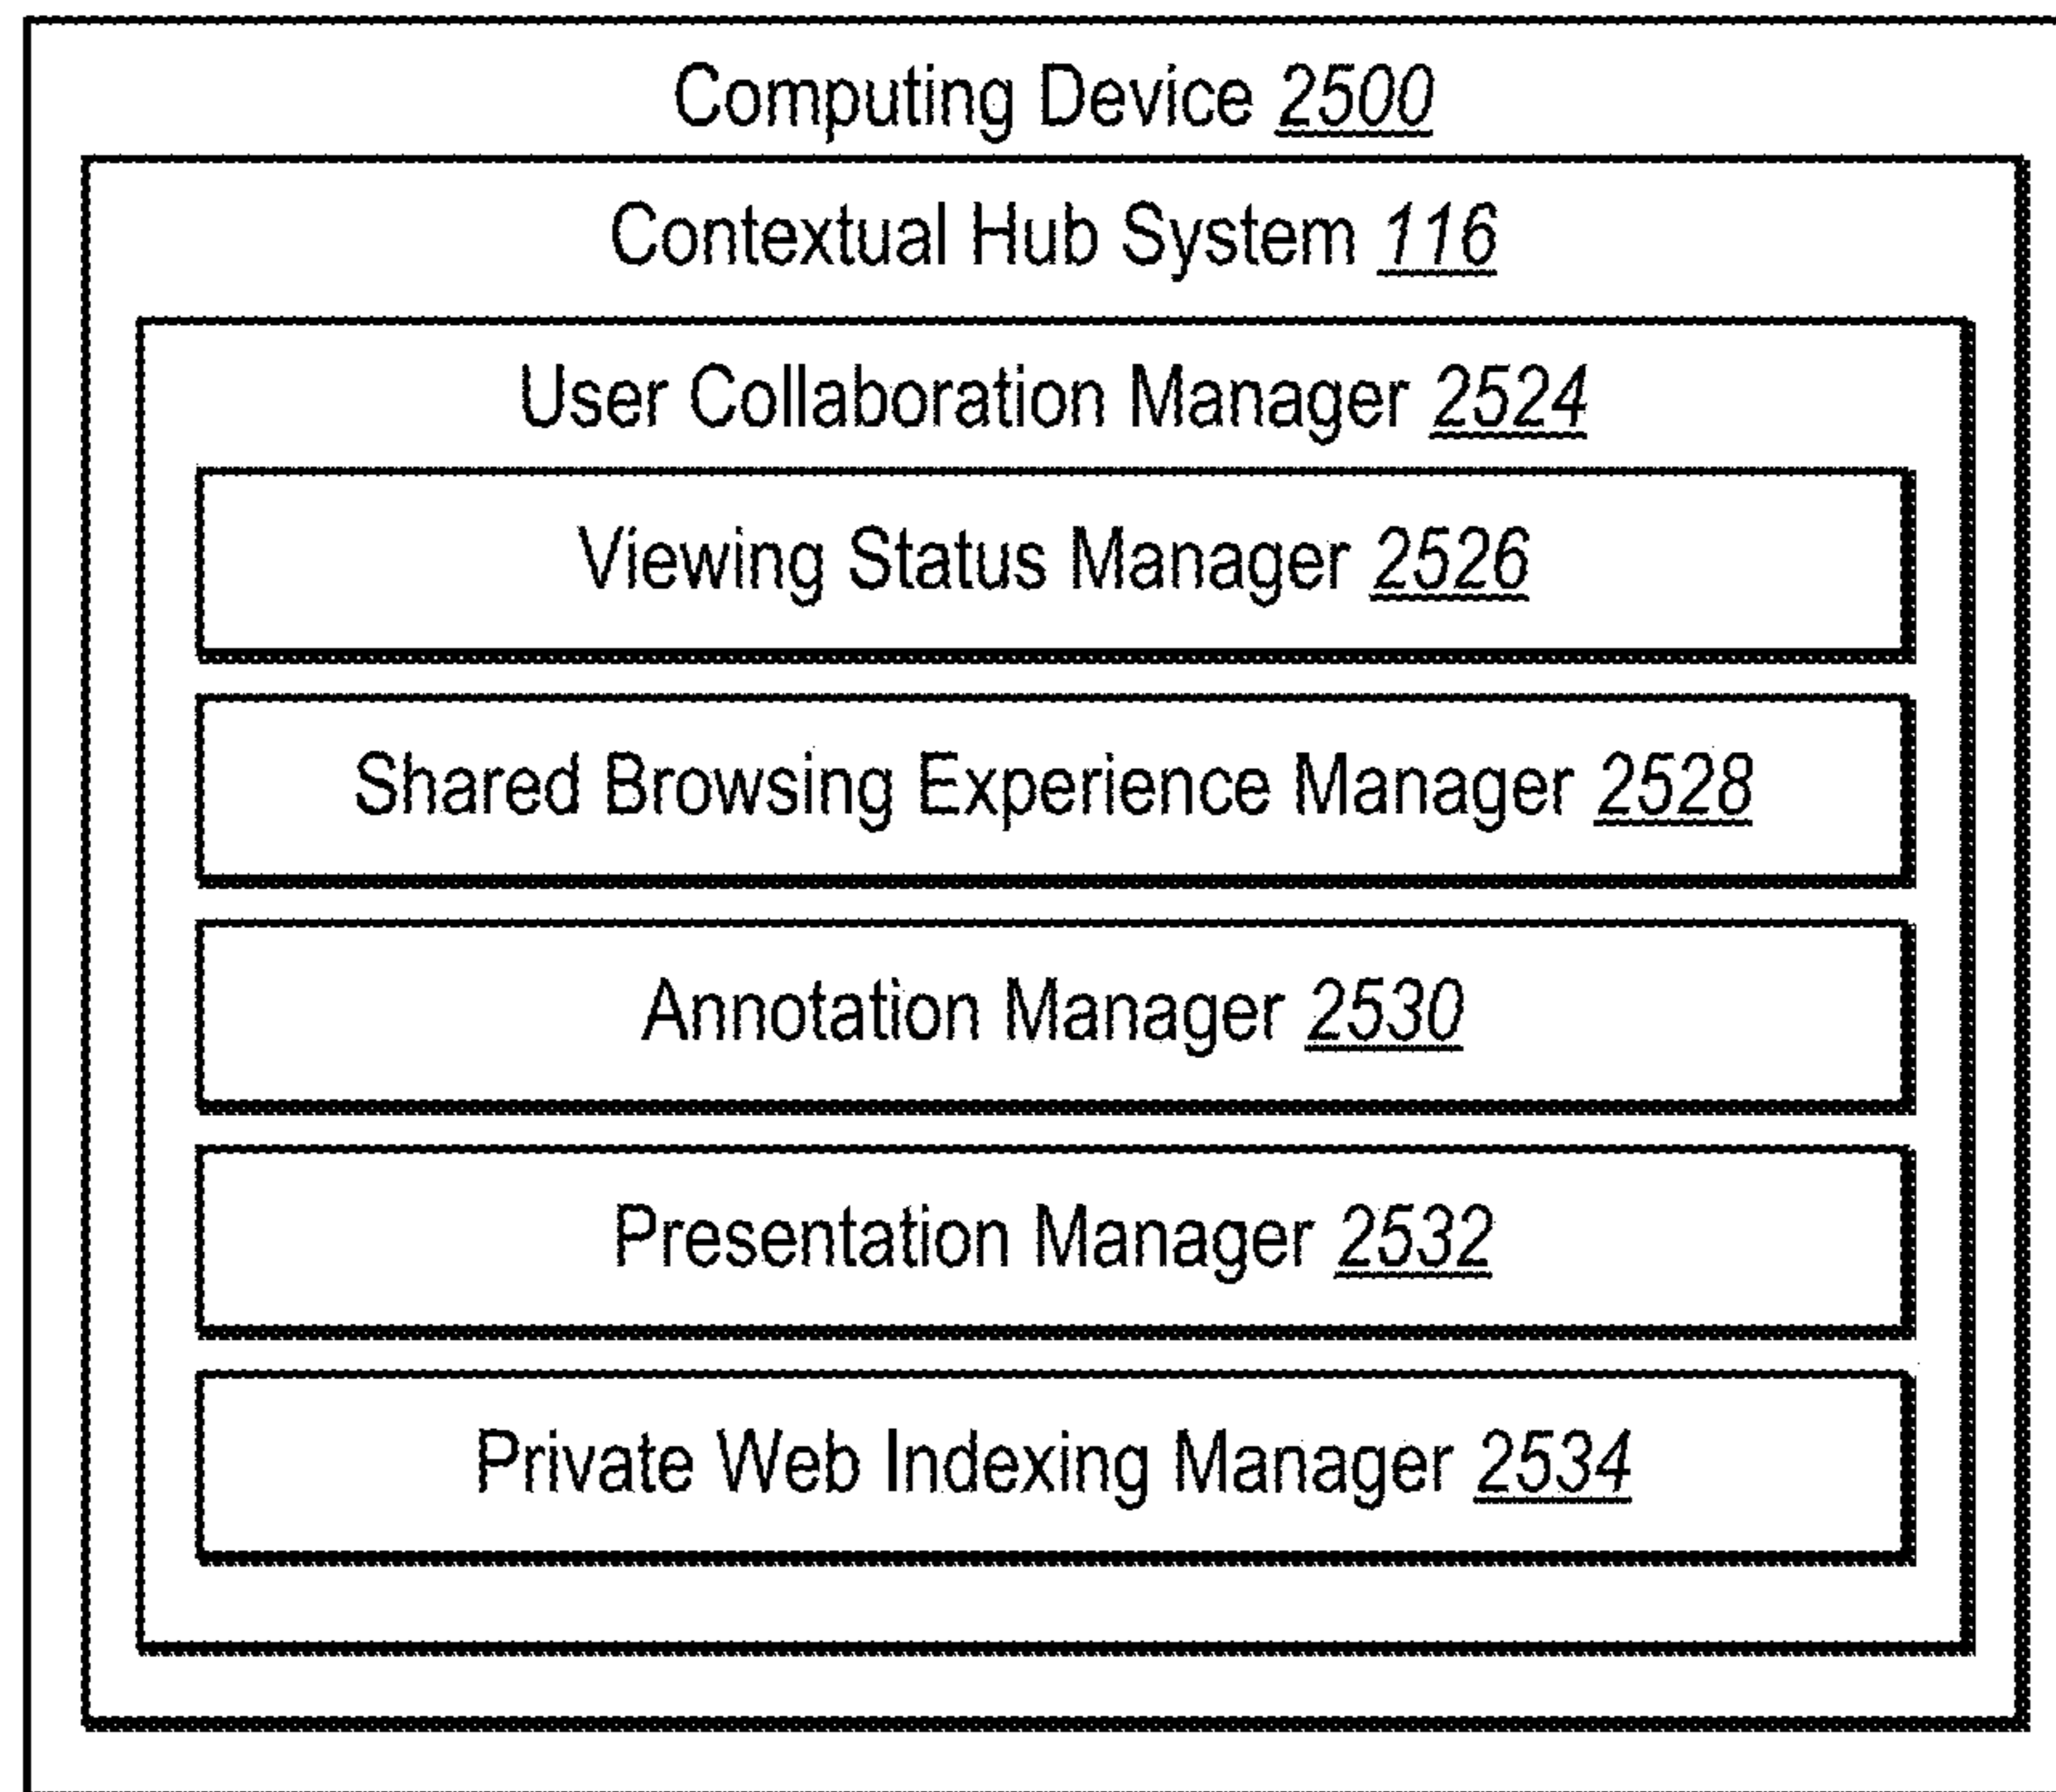 Computing Device 2500
Contextual Hub System 116
User Collaboration Manager 2524
Viewing Status Manager 2526
Shared Browsing Experience Manager 2528
Annotation Manager 2530
Presentation Manager 2532
Private Web Indexing Manager 2534